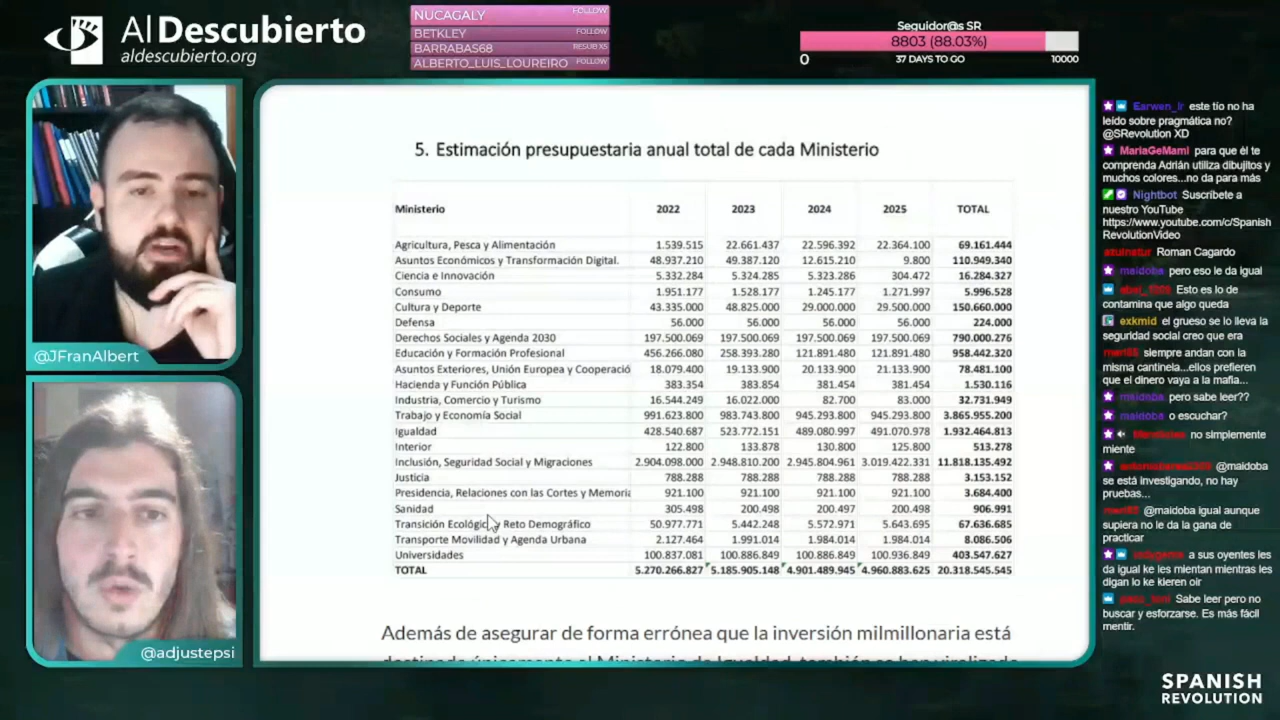 Al Descubierto
aldescubierto.org
NUCAGALY FOLLOW
BETKLEY FOLLOW
BARRABAS68 RESUB X5
ALBERTO_LUIS_LOUREIRO FOLLOW
Seguidor@s SR
8803 (88.03%)
0 37 DAYS TO GO 10000
@JFranAlbert
@adjustepsi
5. Estimación presupuestaria anual total de cada Ministerio
Ministerio 2022 2023 2024 2025 TOTAL
Agricultura, Pesca y Alimentación 1.539.515 22.661.437 22.596.392 22.364.100 69.161.444
Asuntos Económicos y Transformación Digital. 48.937.210 49.387.120 12.615.210 9.800 110.949.340
Ciencia e Innovación 5.332.284 5.324.285 5.323.286 304.472 16.284.327
Consumo 1.951.177 1.528.177 1.245.177 1.271.997 5.996.528
Cultura y Deporte 43.335.000 48.825.000 29.000.000 29.500.000 150.660.000
Defensa 56.000 56.000 56.000 56.000 224.000
Derechos Sociales y Agenda 2030 197.500.069 197.500.069 197.500.069 197.500.069 790.000.276
Educación y Formación Profesional 456.266.080 258.393.280 121.891.480 121.891.480 958.442.320
Asuntos Exteriores, Unión Europea y Cooperació 18.079.400 19.133.900 20.133.900 21.133.900 78.481.100
Hacienda y Función Pública 383.354 383.854 381.454 381.454 1.530.116
Industria, Comercio y Turismo 16.544.249 16.022.000 82.700 83.000 32.731.949
Trabajo y Economía Social 991.623.800 983.743.800 945.293.800 945.293.800 3.865.955.200
Igualdad 428.540.687 523.772.151 489.080.997 491.070.978 1.932.464.813
Interior 122.800 133.878 130.800 125.800 513.278
Inclusión, Seguridad Social y Migraciones 2.904.098.000 2.948.810.200 2.945.804.961 3.019.422.331 11.818.135.492
Justicia 788.288 788.288 788.288 788.288 3.153.152
Presidencia, Relaciones con las Cortes y Memoria 921.100 921.100 921.100 921.100 3.684.400
Sanidad 305.498 200.498 200.497 200.498 906.991
Transición Ecológica y Reto Demográfico 50.977.771 5.442.248 5.572.971 5.643.695 67.636.685
Transporte Movilidad y Agenda Urbana 2.127.464 1.991.014 1.984.014 1.984.014 8.086.506
Universidades 100.837.081 100.886.849 100.886.849 100.936.849 403.547.627
TOTAL 5.270.266.827 5.185.905.148 4.901.489.945 4.960.883.625 20.318.545.545
Además de asegurar de forma errónea que la inversión milmillonaria está
Earwen_Ir este tío no ha
leído sobre pragmática no?
@SRevolution XD
MariaGeMami para que él te
comprenda Adrián utiliza dibujitos y
muchos colores...no da para más
Nightbot Suscríbete a
nuestro YouTube
https://www.youtube.com/c/Spanish
RevolutionVideo
Roman Cagardo
maidoba pero eso le da igual
Esto es lo de
contamina que algo queda
exkmid el grueso se lo lleva la
seguridad social creo que era
siempre andan con la
misma cantinela...ellos prefieren
que el dinero vaya a la mafia...
maidoba pero sabe leer??
maidoba o escuchar?
no simplemente
miente
@maidoba
se está investigando, no hay
pruebas...
@maidoba igual aunque
supiera no le da la gana de
practicar
a sus oyentes les
da igual ke les mientan mientras les
digan lo ke kieren oir
Sabe leer pero no
buscar y esforzarse. Es más fácil
mentir.
SPANISH
REVOLUTION